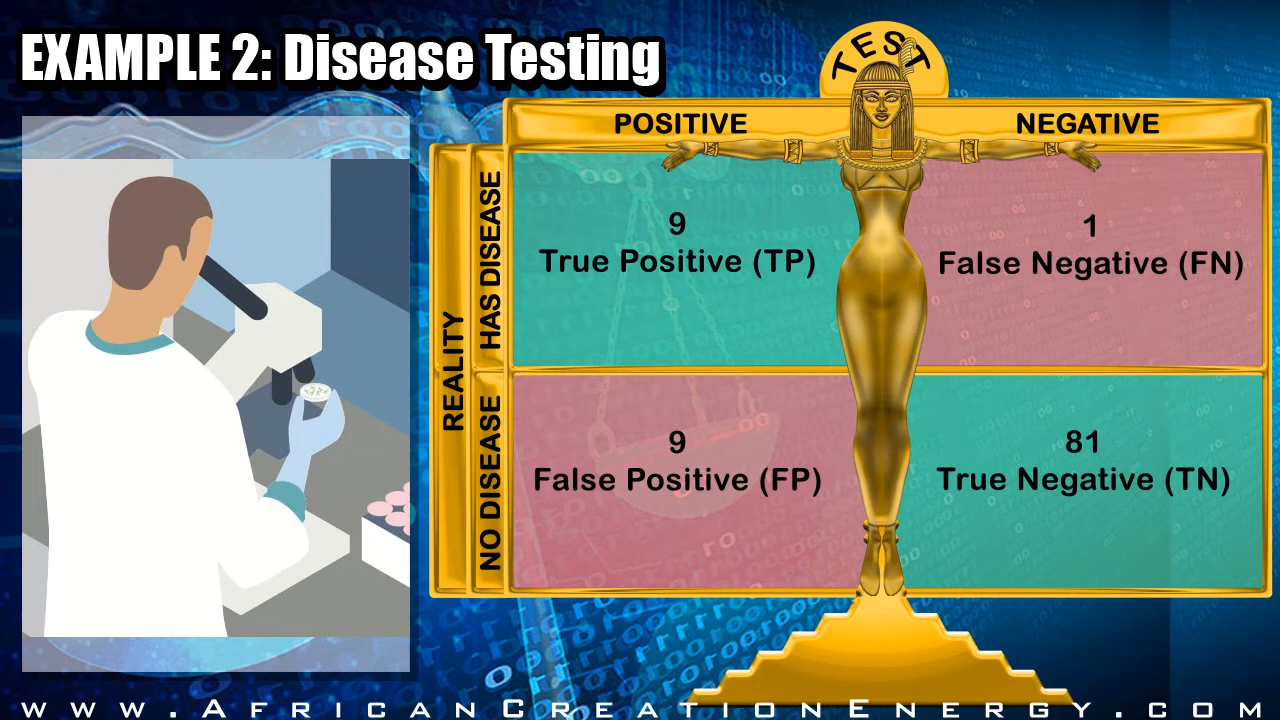 EXAMPLE 2: Disease Testing
TEST
POSITIVE
NEGATIVE
REALITY
HAS DISEASE
9
True Positive (TP)
1
False Negative (FN)
NO DISEASE
9
False Positive (FP)
81
True Negative (TN)
www.AfricanCreationEnergy.com